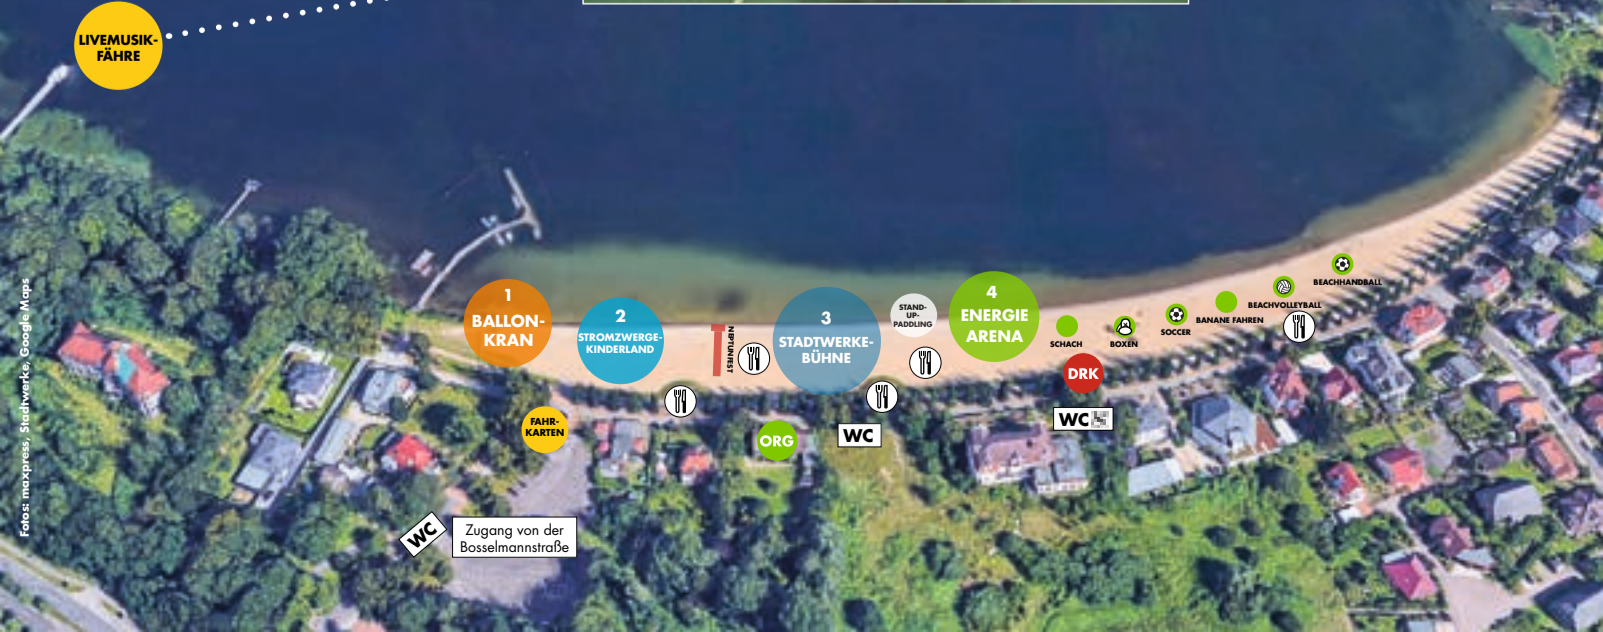 LIVEMUSIK-
FÄHRE
1
BALLON-
KRAN
2
STROMZWERGE-
KINDERLAND
NEPTUNFEST
3
STADTWERKE-
BÜHNE
STAND-
UP-
PADDLING
4
ENERGIE
ARENA
SCHACH
BOXEN
SOCCER
BANANE FAHREN
BEACHVOLLEYBALL
BEACHHANDBALL
DRK
WC
FAHR-
KARTEN
ORG
WC
WC
Zugang von der
Bosselmannstraße
Fotos: maxpress, Stadtwerke, Google Maps